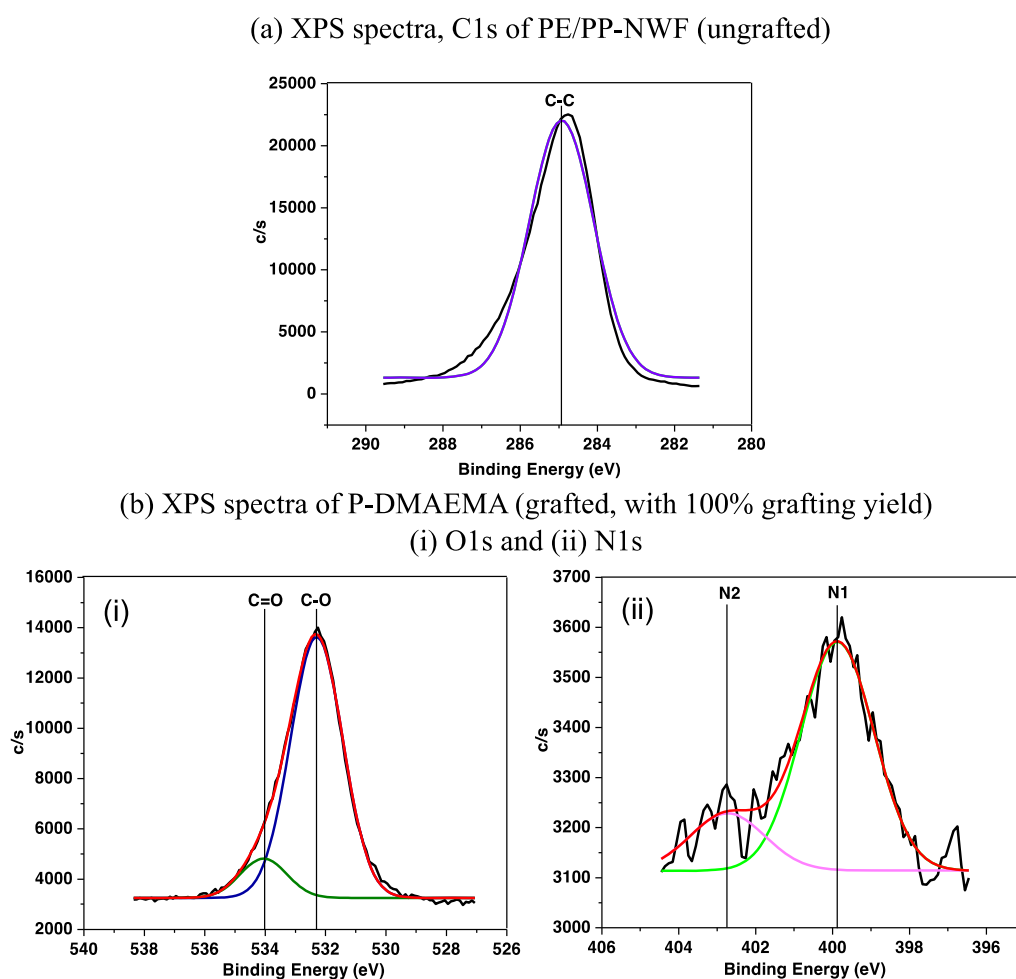 (a) XPS spectra, C1s of PE/PP-NWF (ungrafted)
C-C
25000
20000
15000
10000
5000
0
c/s
290 288 286 284 282 280
Binding Energy (eV)
(b) XPS spectra of P-DMAEMA (grafted, with 100% grafting yield)
(i) O1s and (ii) N1s
(i)
C=O C-O
16000
14000
12000
10000
8000
6000
4000
2000
c/s
540 538 536 534 532 530 528 526
Binding Energy (eV)
(ii)
N2 N1
3700
3600
3500
3400
3300
3200
3100
3000
c/s
406 404 402 400 398 396
Binding Energy (eV)